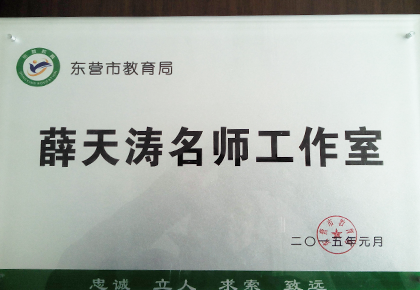 东营市教育局
薛天涛名师工作室
二〇一五年元月
忠诚 立人 求索 致远